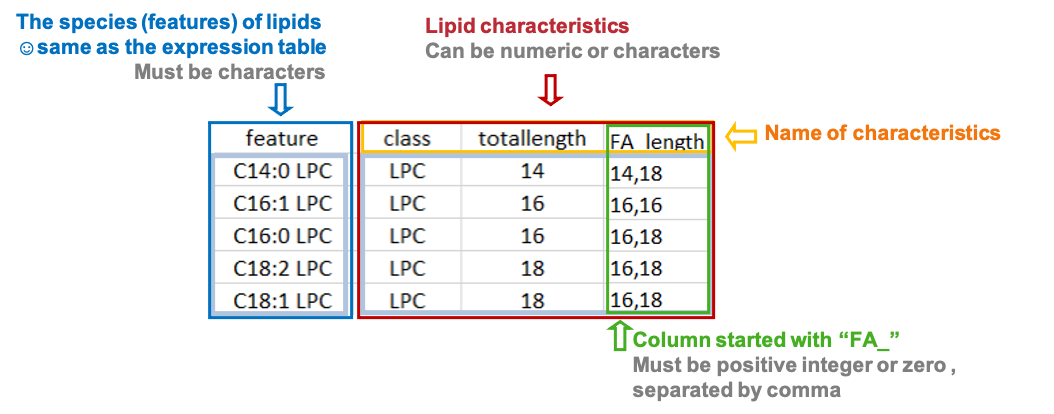 The species (features) of lipids
☺same as the expression table
Must be characters
Lipid characteristics
Can be numeric or characters
Name of characteristics
feature class totallength FA_length
C14:0 LPC LPC 14 14,18
C16:1 LPC LPC 16 16,16
C16:0 LPC LPC 16 16,18
C18:2 LPC LPC 18 16,18
C18:1 LPC LPC 18 16,18
Column started with “FA_”
Must be positive integer or zero ,
separated by comma